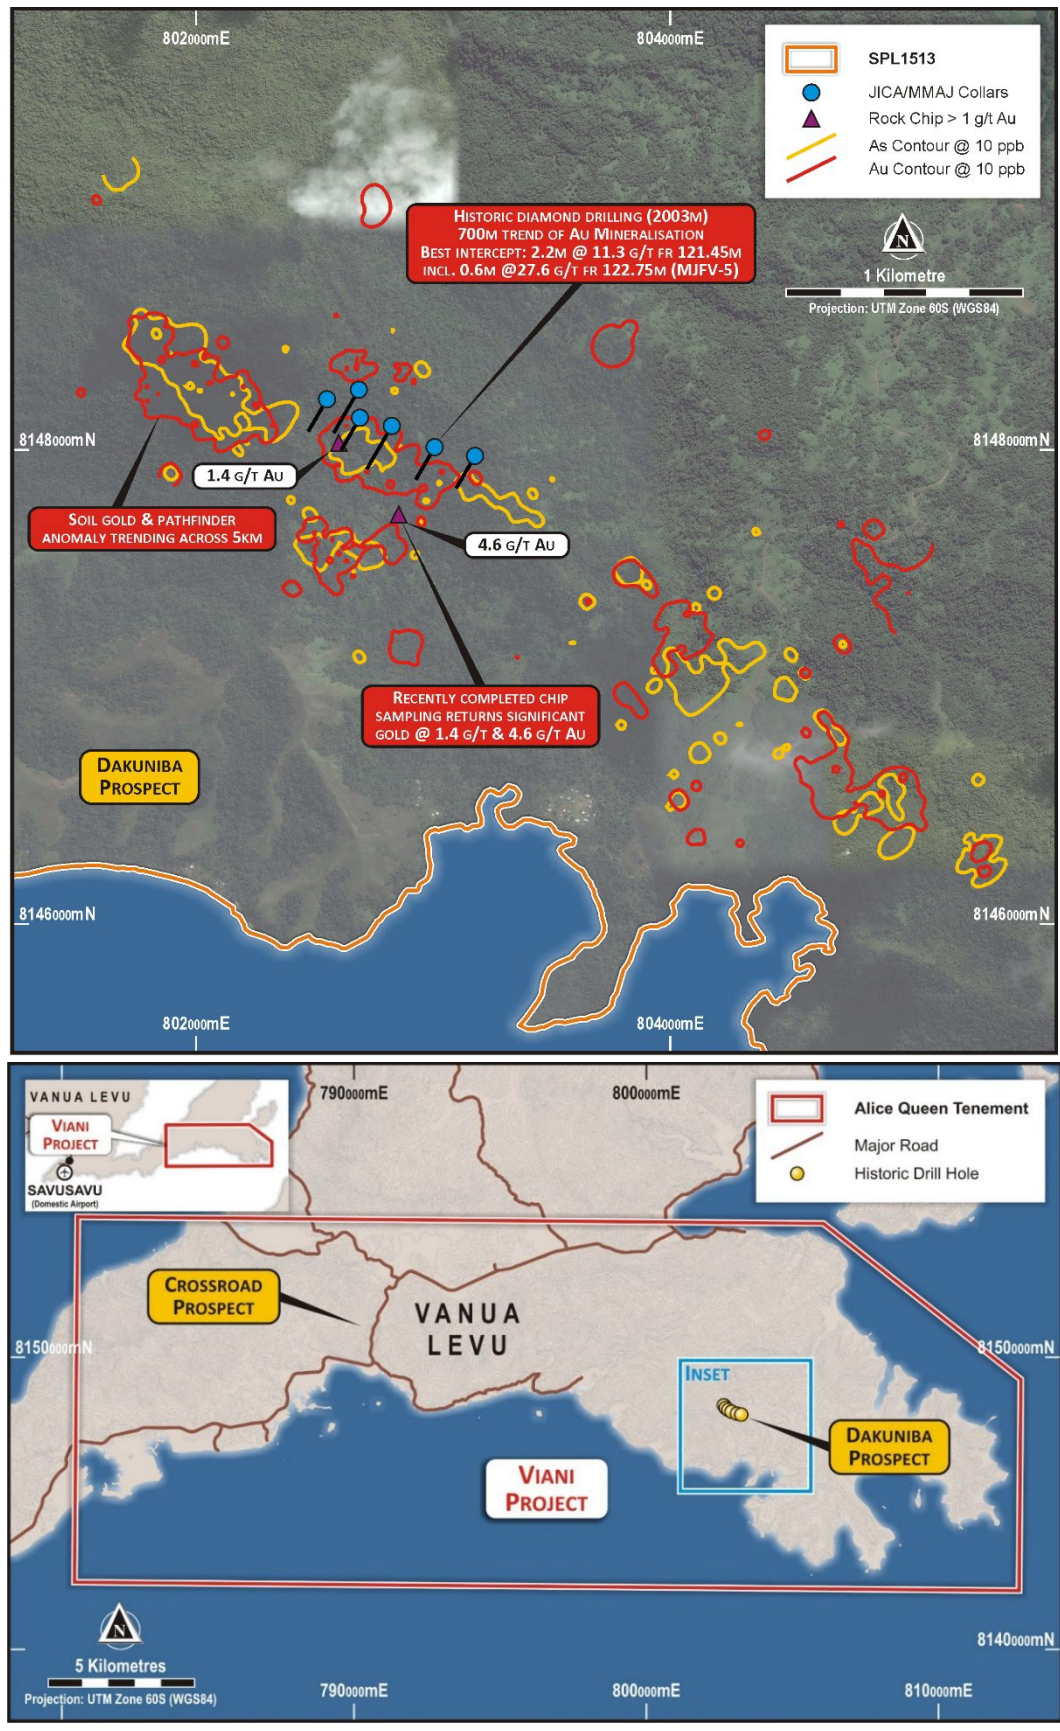 802000mE
804000mE
SPL1513
JICA/MMAJ Collars
Rock Chip > 1 g/t Au
As Contour @ 10 ppb
Au Contour @ 10 ppb
N
1 Kilometre
Projection: UTM Zone 60S (WGS84)
Historic diamond drilling (2003m)
700m trend of Au Mineralisation
Best intercept: 2.2m @ 11.3 g/t fr 121.45m
incl. 0.6m @27.6 g/t fr 122.75m (MJFV-5)
8148000mN
8148000mN
1.4 g/t Au
Soil gold & pathfinder
anomaly trending across 5km
4.6 g/t Au
Recently completed chip
sampling returns significant
gold @ 1.4 g/t & 4.6 g/t Au
Dakuniba
Prospect
8146000mN
8146000mN
802000mE
804000mE
VANUA LEVU
Viani
Project
SAVUSAVU
(Domestic Airport)
790000mE
800000mE
Alice Queen Tenement
Major Road
Historic Drill Hole
Crossroad
Prospect
VANUA
LEVU
8150000mN
8150000mN
Inset
Dakuniba
Prospect
Viani
Project
N
5 Kilometres
Projection: UTM Zone 60S (WGS84)
8140000mN
790000mE
800000mE
810000mE